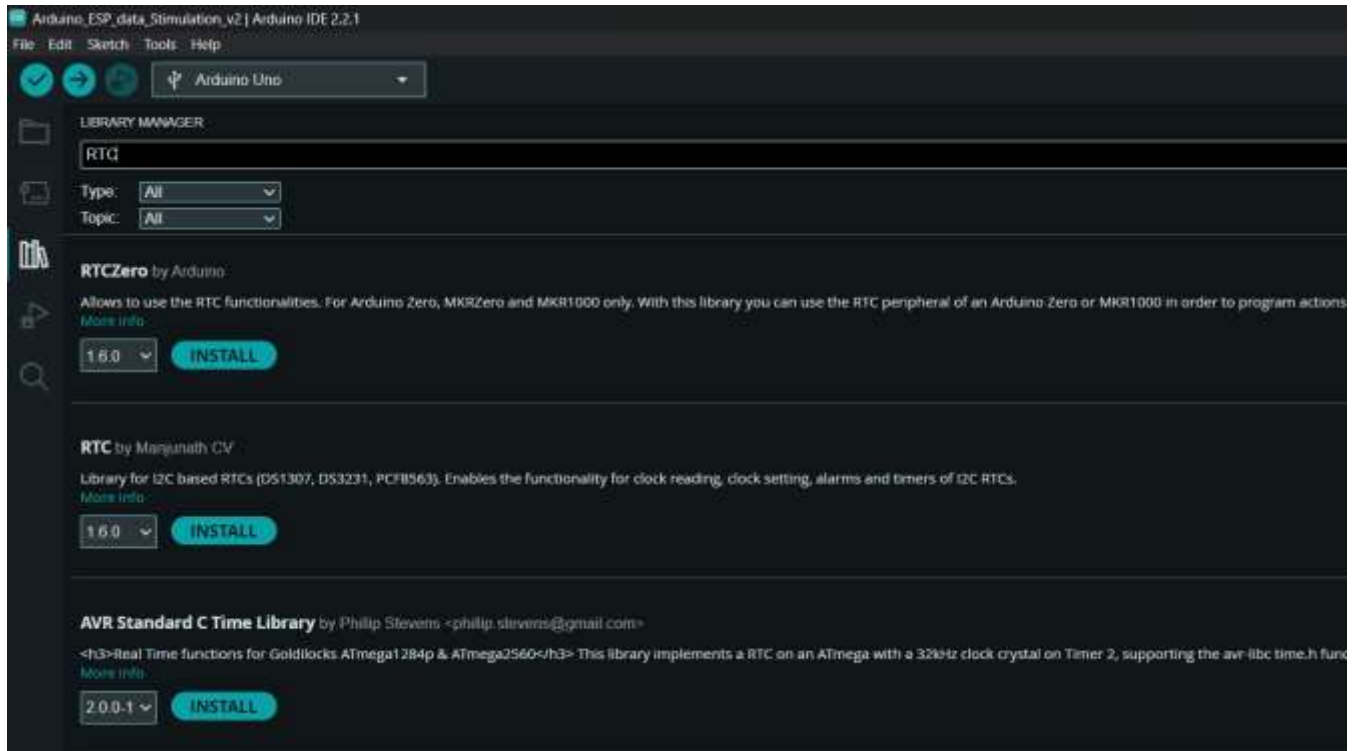 Arduino_ESP_data_Stimulation_v2 | Arduino IDE 2.2.1
File Edit Sketch Tools Help
Arduino Uno
LIBRARY MANAGER
RTC
Type: All
Topic: All
RTCZero by Arduino
Allows to use the RTC functionalities. For Arduino Zero, MKRZero and MKR1000 only. With this library you can use the RTC peripheral of an Arduino Zero or MKR1000 in order to program actions
More info
1.6.0 INSTALL
RTC by Manjunath CV
Library for I2C based RTCs (DS1307, DS3231, PCF8563). Enables the functionality for clock reading, clock setting, alarms and timers of I2C RTCs.
More info
1.6.0 INSTALL
AVR Standard C Time Library by Phillip Stevens <phillip.stevens@gmail.com>
<h3>Real Time functions for Goldilocks ATmega1284p & ATmega2560</h3> This library implements a RTC on an ATmega with a 32kHz clock crystal on Timer 2, supporting the avr-libc time.h func
More info
2.0.0-1 INSTALL